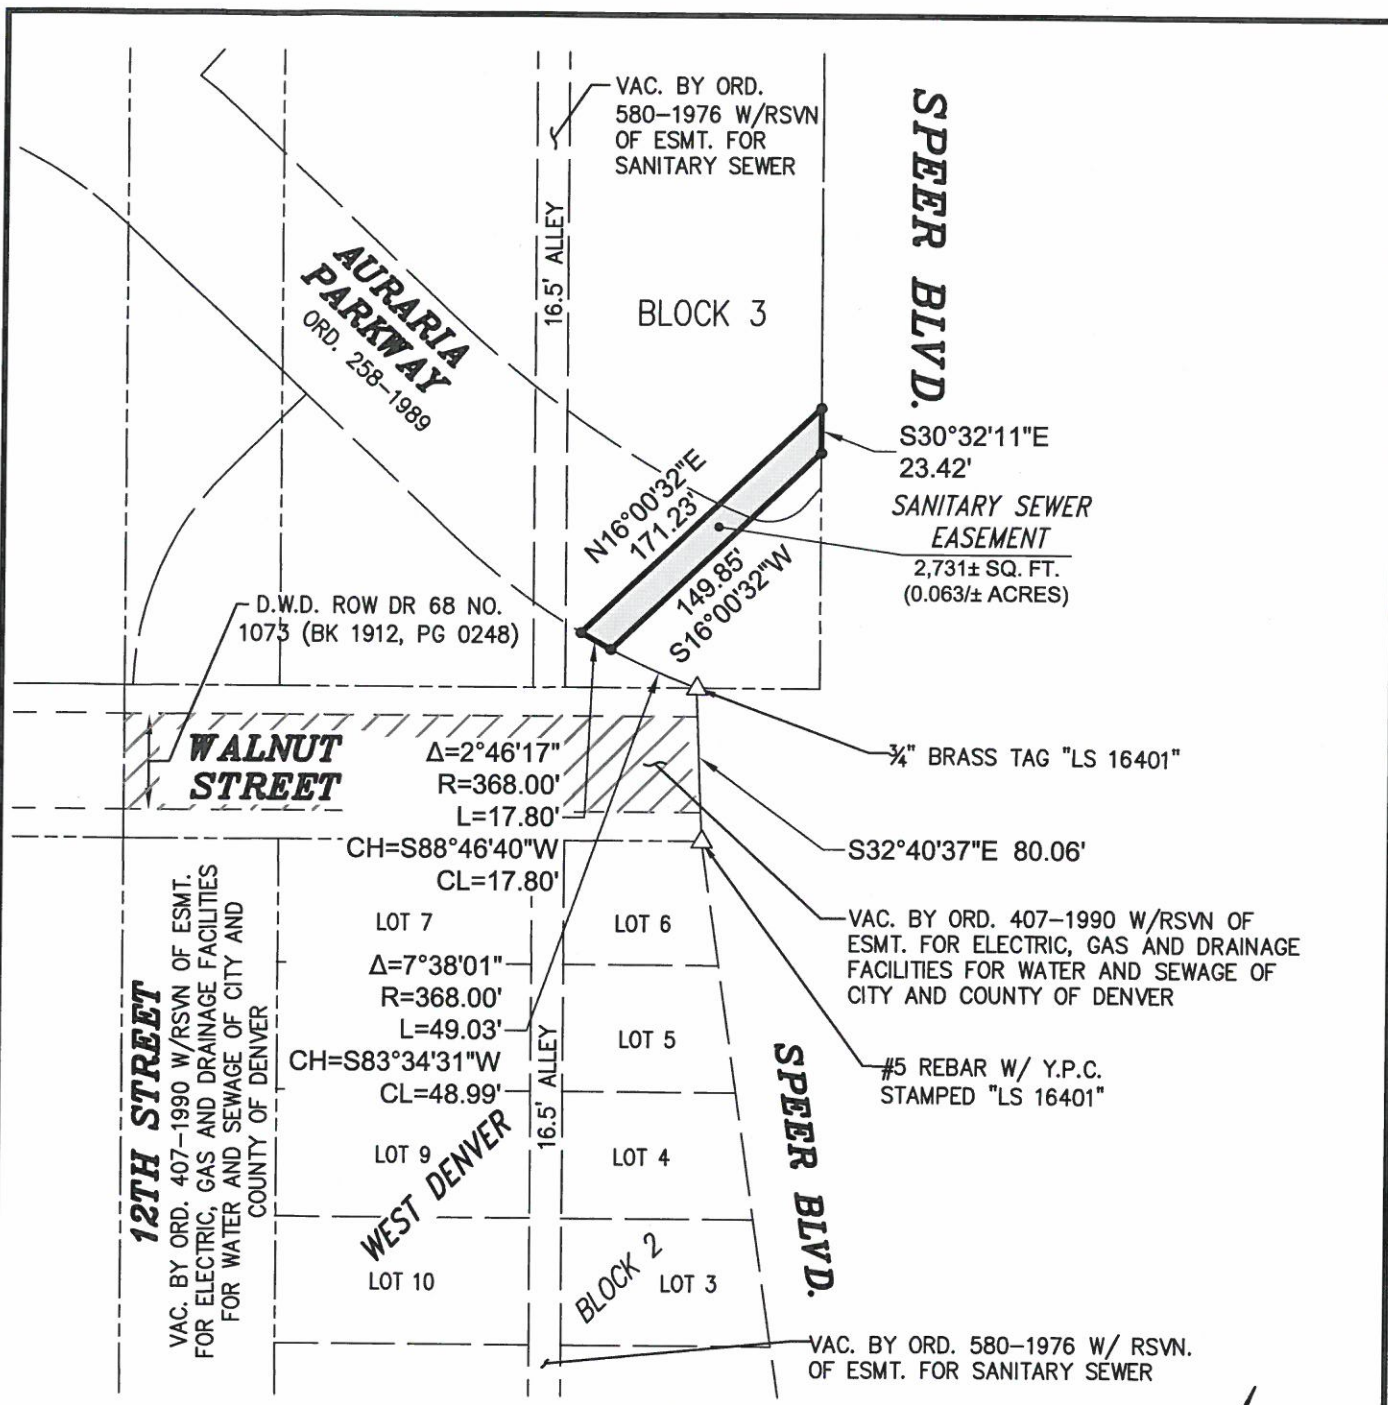 VAC. BY ORD.
580–1976 W/RSVN
OF ESMT. FOR
SANITARY SEWER
SPEER BLVD.
16.5' ALLEY
AURARIA
PARKWAY
ORD. 258–1989
BLOCK 3
S30°32'11"E
23.42'
N16°00'32"E
171.23'
SANITARY SEWER
EASEMENT
2,731± SQ. FT.
(0.063/± ACRES)
149.85'
S16°00'32"W
D.W.D. ROW DR 68 NO.
1073 (BK 1912, PG 0248)
WALNUT
STREET
Δ=2°46'17"
R=368.00'
L=17.80'
CH=S88°46'40"W
CL=17.80'
¾" BRASS TAG "LS 16401"
S32°40'37"E 80.06'
VAC. BY ORD. 407–1990 W/RSVN OF
ESMT. FOR ELECTRIC, GAS AND DRAINAGE
FACILITIES FOR WATER AND SEWAGE OF
CITY AND COUNTY OF DENVER
LOT 7
LOT 6
Δ=7°38'01"
R=368.00'
L=49.03'
CH=S83°34'31"W
CL=48.99'
LOT 5
#5 REBAR W/ Y.P.C.
STAMPED "LS 16401"
12TH STREET
VAC. BY ORD. 407–1990 W/RSVN OF ESMT.
FOR ELECTRIC, GAS AND DRAINAGE FACILITIES
FOR WATER AND SEWAGE OF CITY AND
COUNTY OF DENVER
16.5' ALLEY
SPEER BLVD.
LOT 9
WEST DENVER
LOT 4
LOT 10
BLOCK 2
LOT 3
VAC. BY ORD. 580–1976 W/ RSVN.
OF ESMT. FOR SANITARY SEWER